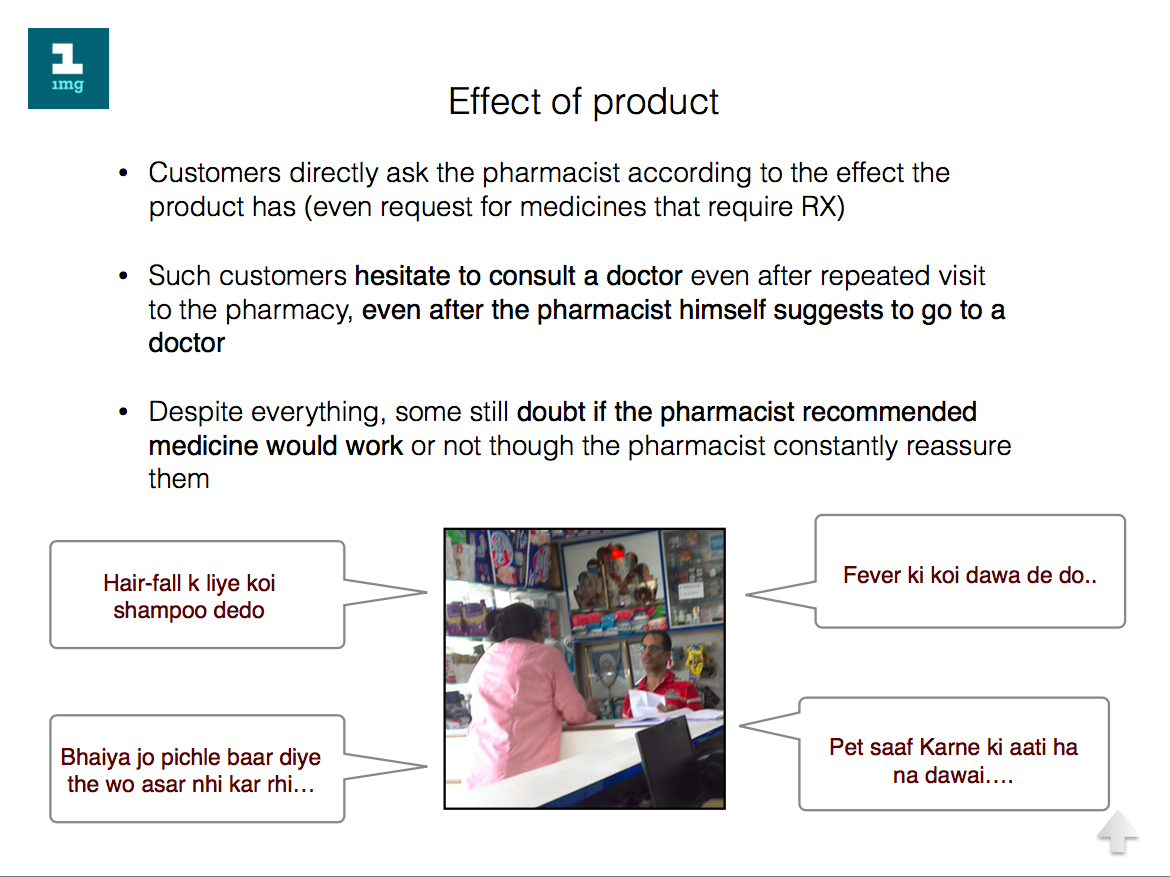 1mg
Effect of product
• Customers directly ask the pharmacist according to the effect the
product has (even request for medicines that require RX)
• Such customers hesitate to consult a doctor even after repeated visit
to the pharmacy, even after the pharmacist himself suggests to go to a
doctor
• Despite everything, some still doubt if the pharmacist recommended
medicine would work or not though the pharmacist constantly reassure
them
Hair-fall k liye koi
shampoo dedo
Fever ki koi dawa de do..
Bhaiya jo pichle baar diye
the wo asar nhi kar rhi…
Pet saaf Karne ki aati ha
na dawai….